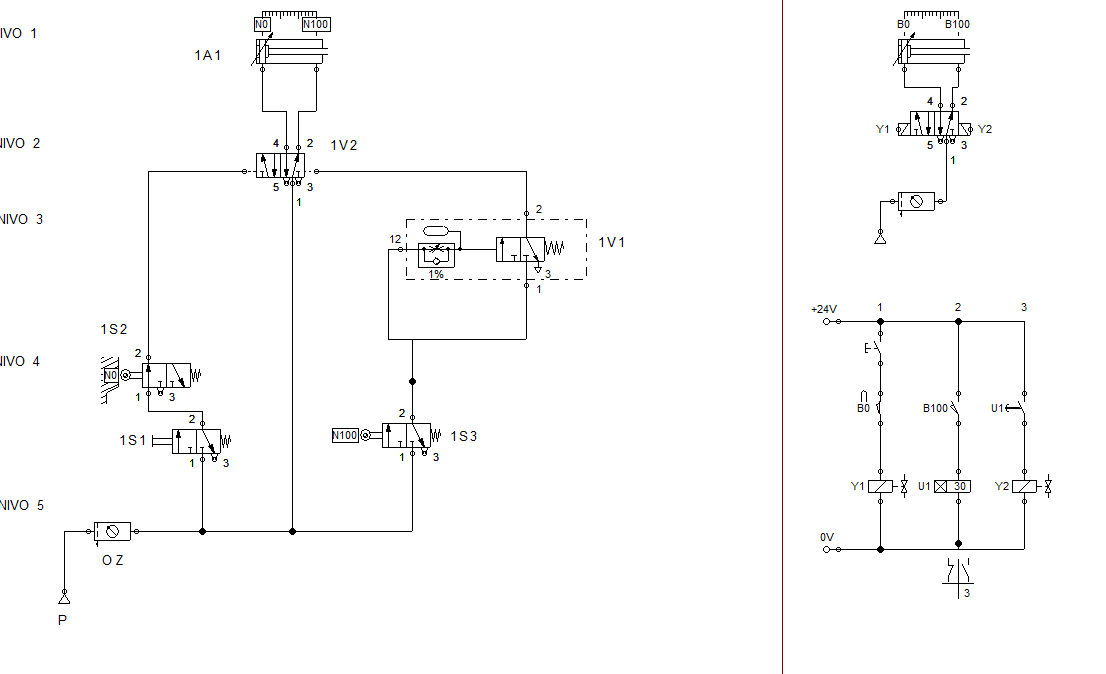 IVO 1
N0 N100
1A1
4 2
5 3
1
1V2
NIVO 2
NIVO 3
2
12
1%
3
1
1V1
1S2
NIVO 4
2
N0
1 3
2
1S1
1 3
N100
2
1 3
1S3
NIVO 5
O Z
P
B0 B100
4 2
Y1 Y2
5 3
1
+24V
1 2 3
B0 B100 U1
Y1 U1 30 Y2
0V
3